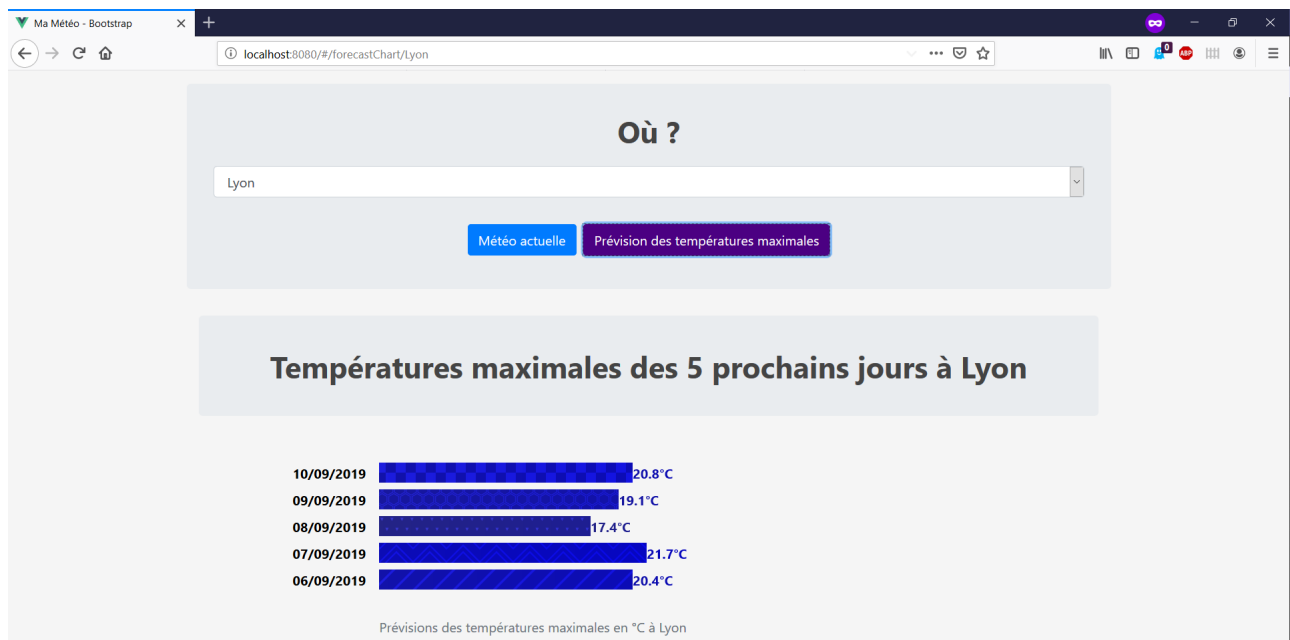 Ma Météo - Bootstrap
localhost:8080/#/forecastChart/Lyon
0
ABP
Où ?
Lyon
Météo actuelle
Prévision des températures maximales
Températures maximales des 5 prochains jours à Lyon
10/09/2019 20.8°C
09/09/2019 19.1°C
08/09/2019 17.4°C
07/09/2019 21.7°C
06/09/2019 20.4°C
Prévisions des températures maximales en °C à Lyon